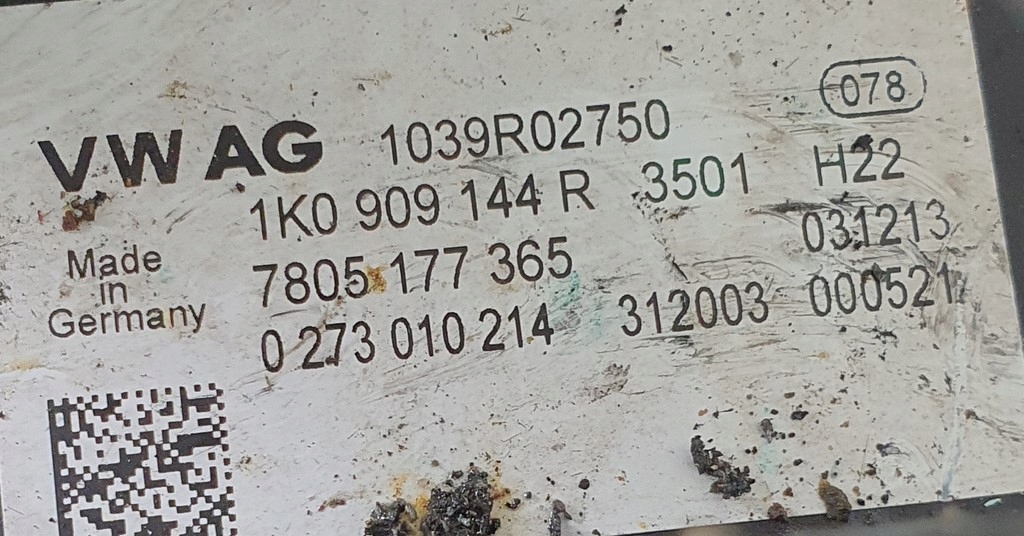 078
VW AG 1039R02750
1K0 909 144 R 3501 H22
7805 177 365 031213
0 273 010 214 312003 000521
Made
in
Germany